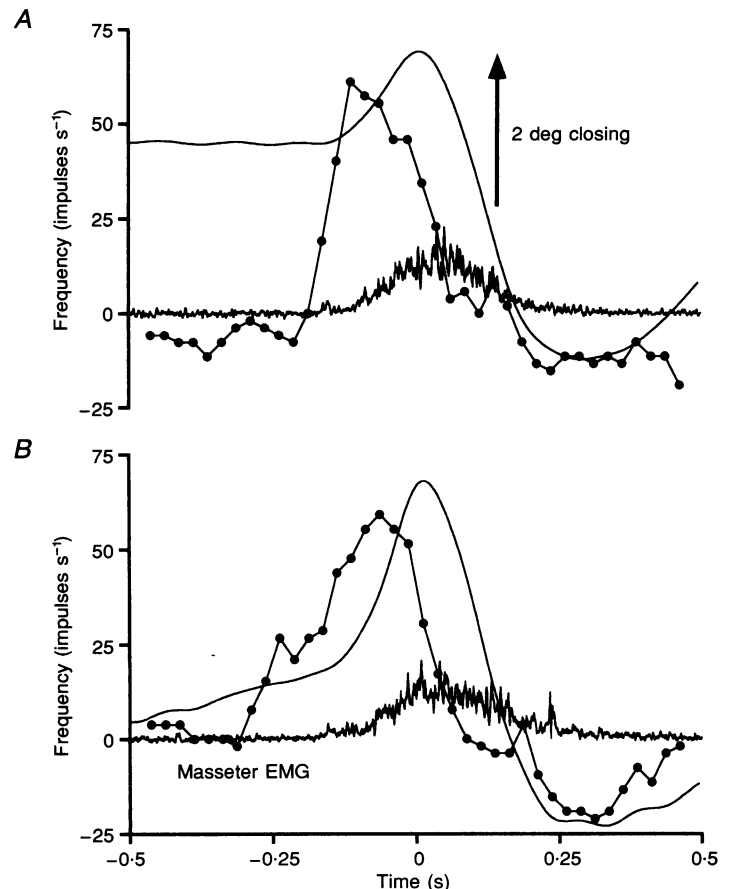 A
75
50
25
0
−25
Frequency (impulses s⁻¹)
2 deg closing
B
75
50
25
0
−25
Frequency (impulses s⁻¹)
Masseter EMG
−0·5
−0·25
0
0·25
0·5
Time (s)